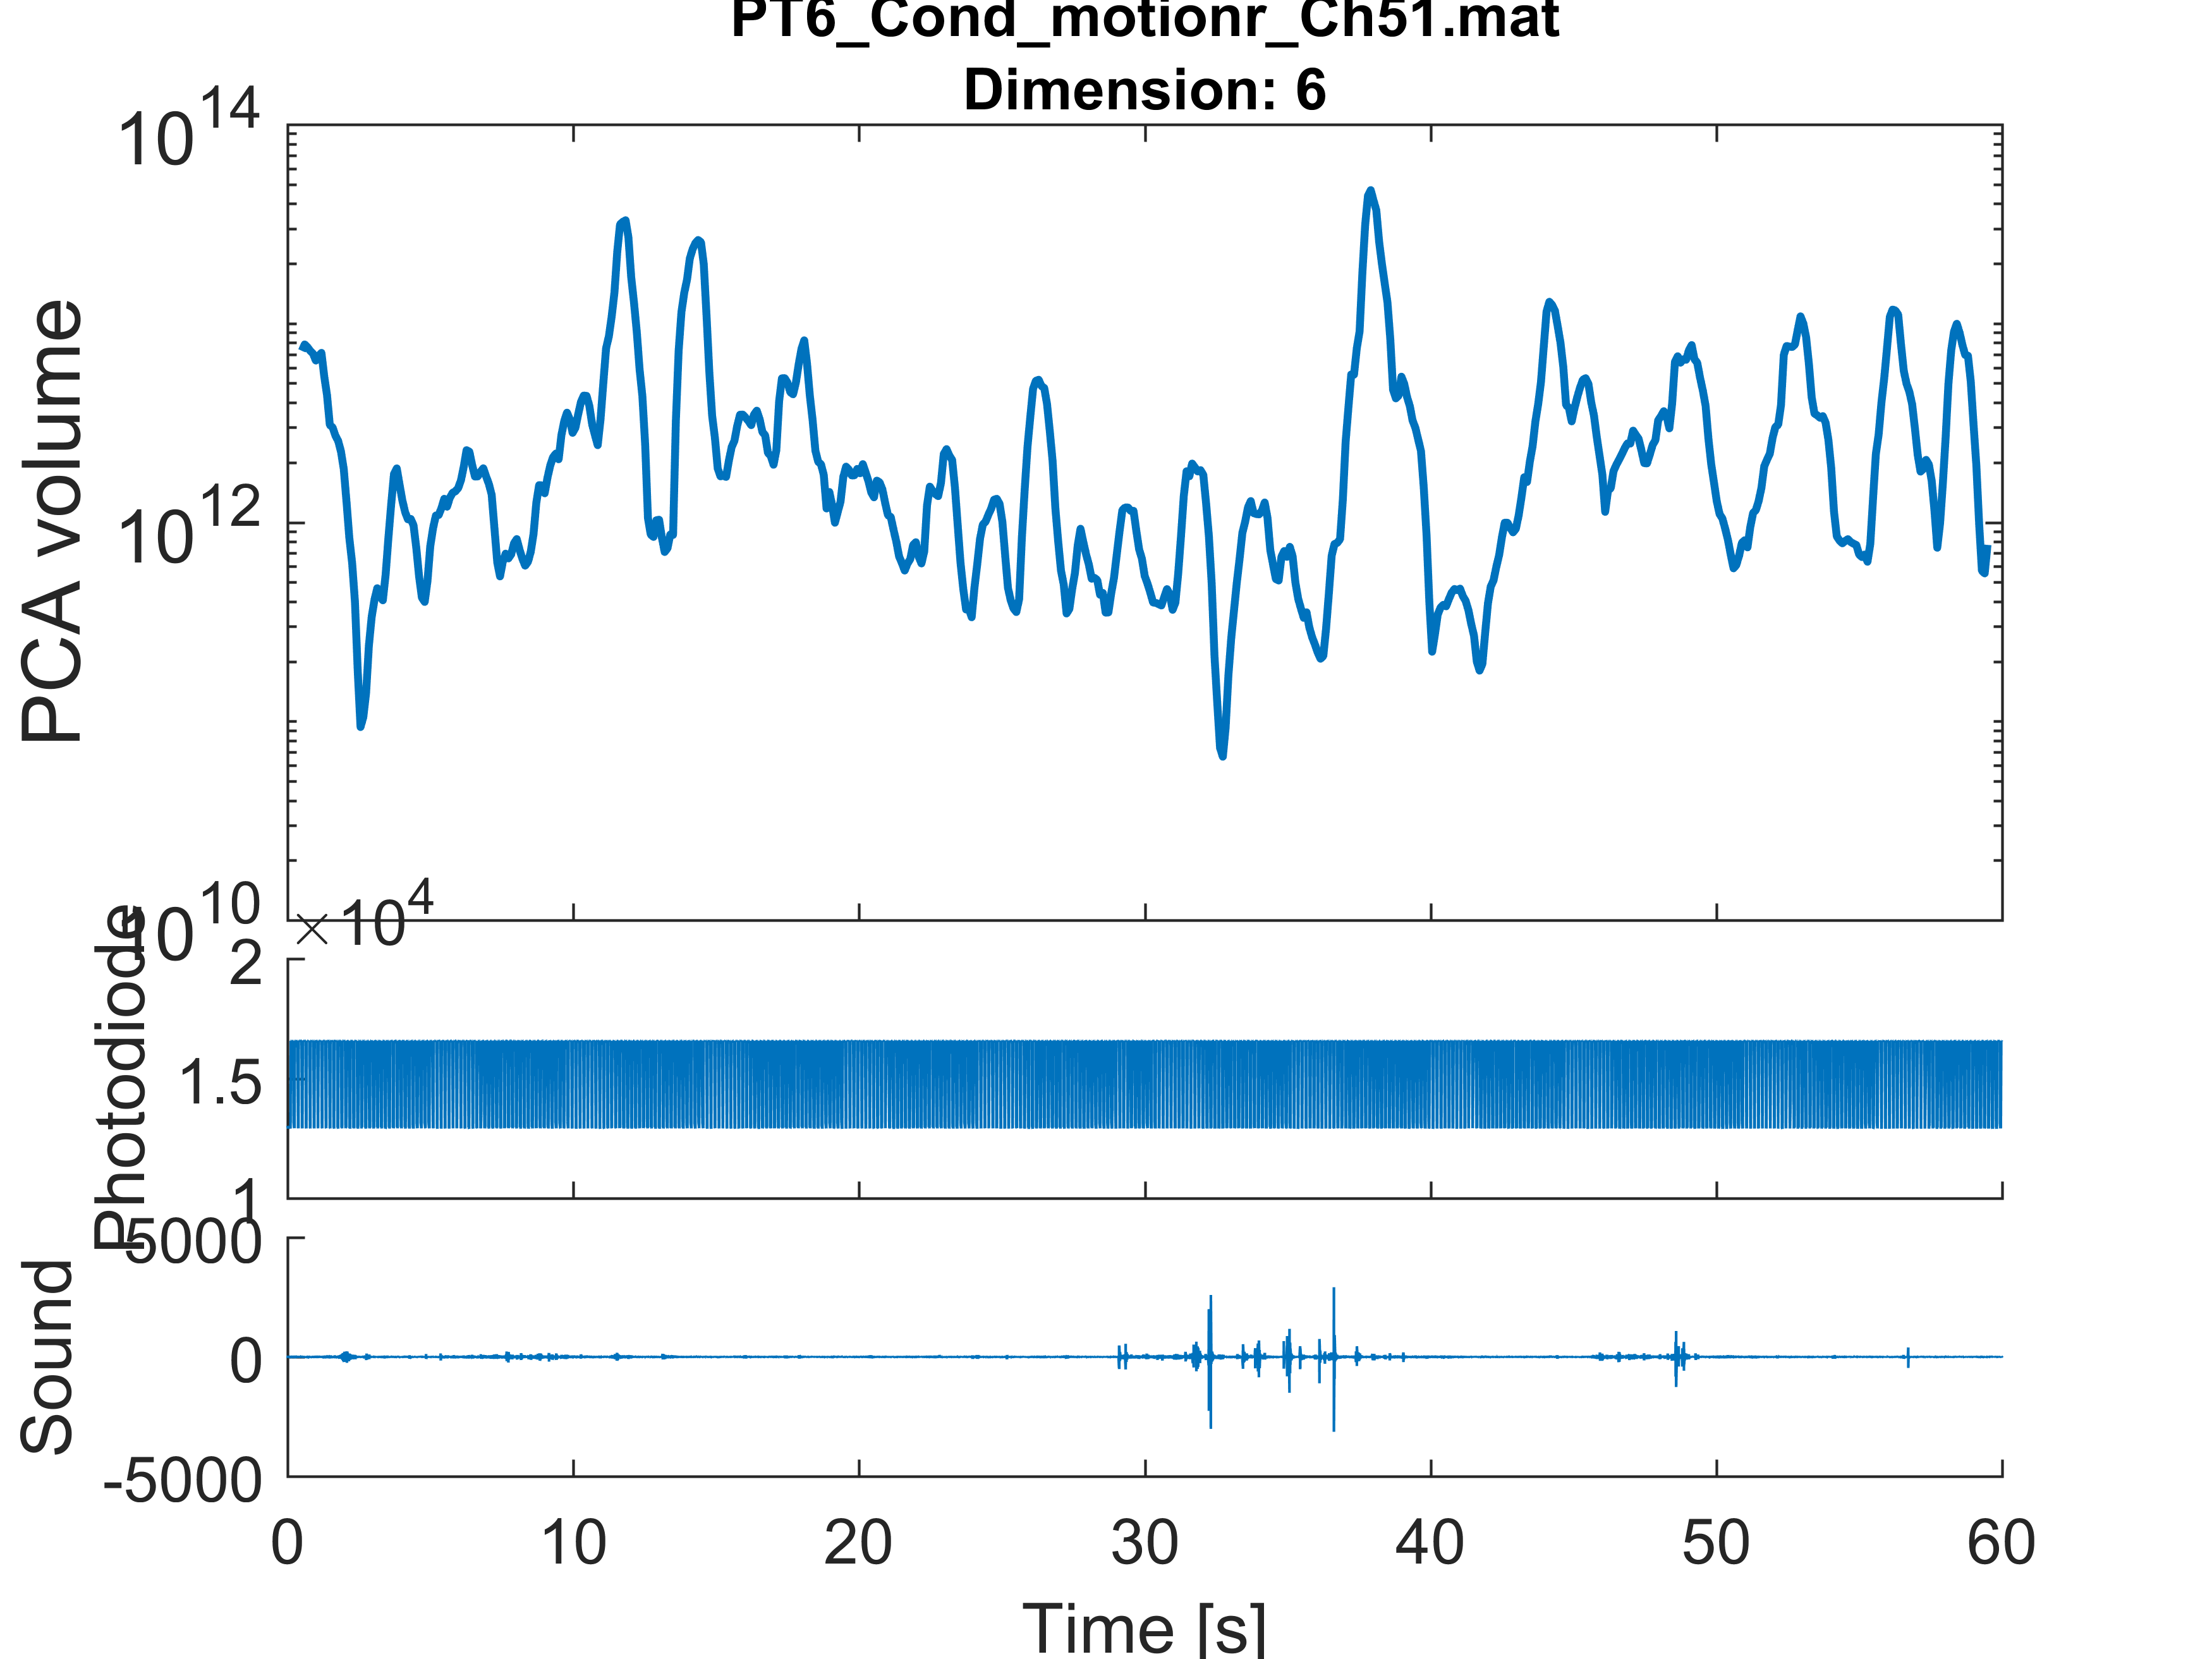 PT6_Cond_motionr_Ch51.mat
Dimension: 6
PCA volume
10^14
10^12
10^10
Photodiode
×10^4
2
1.5
1
Sound
5000
0
-5000
0 10 20 30 40 50 60
Time [s]